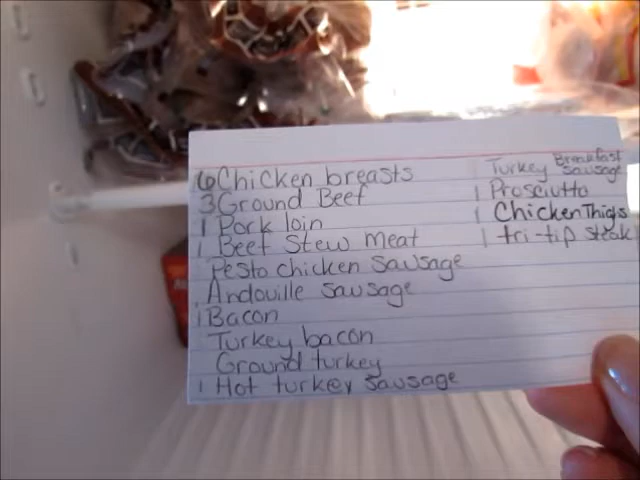 6 Chicken breasts
3 Ground Beef
1 Pork loin
1 Beef Stew Meat
Pesto chicken sausage
Andouille sausage
1 Bacon
Turkey bacon
Ground turkey
1 Hot turkey sausage
Turkey Breakfast sausage
1 Prosciutto
1 Chicken Thighs
1 tri-tip steak